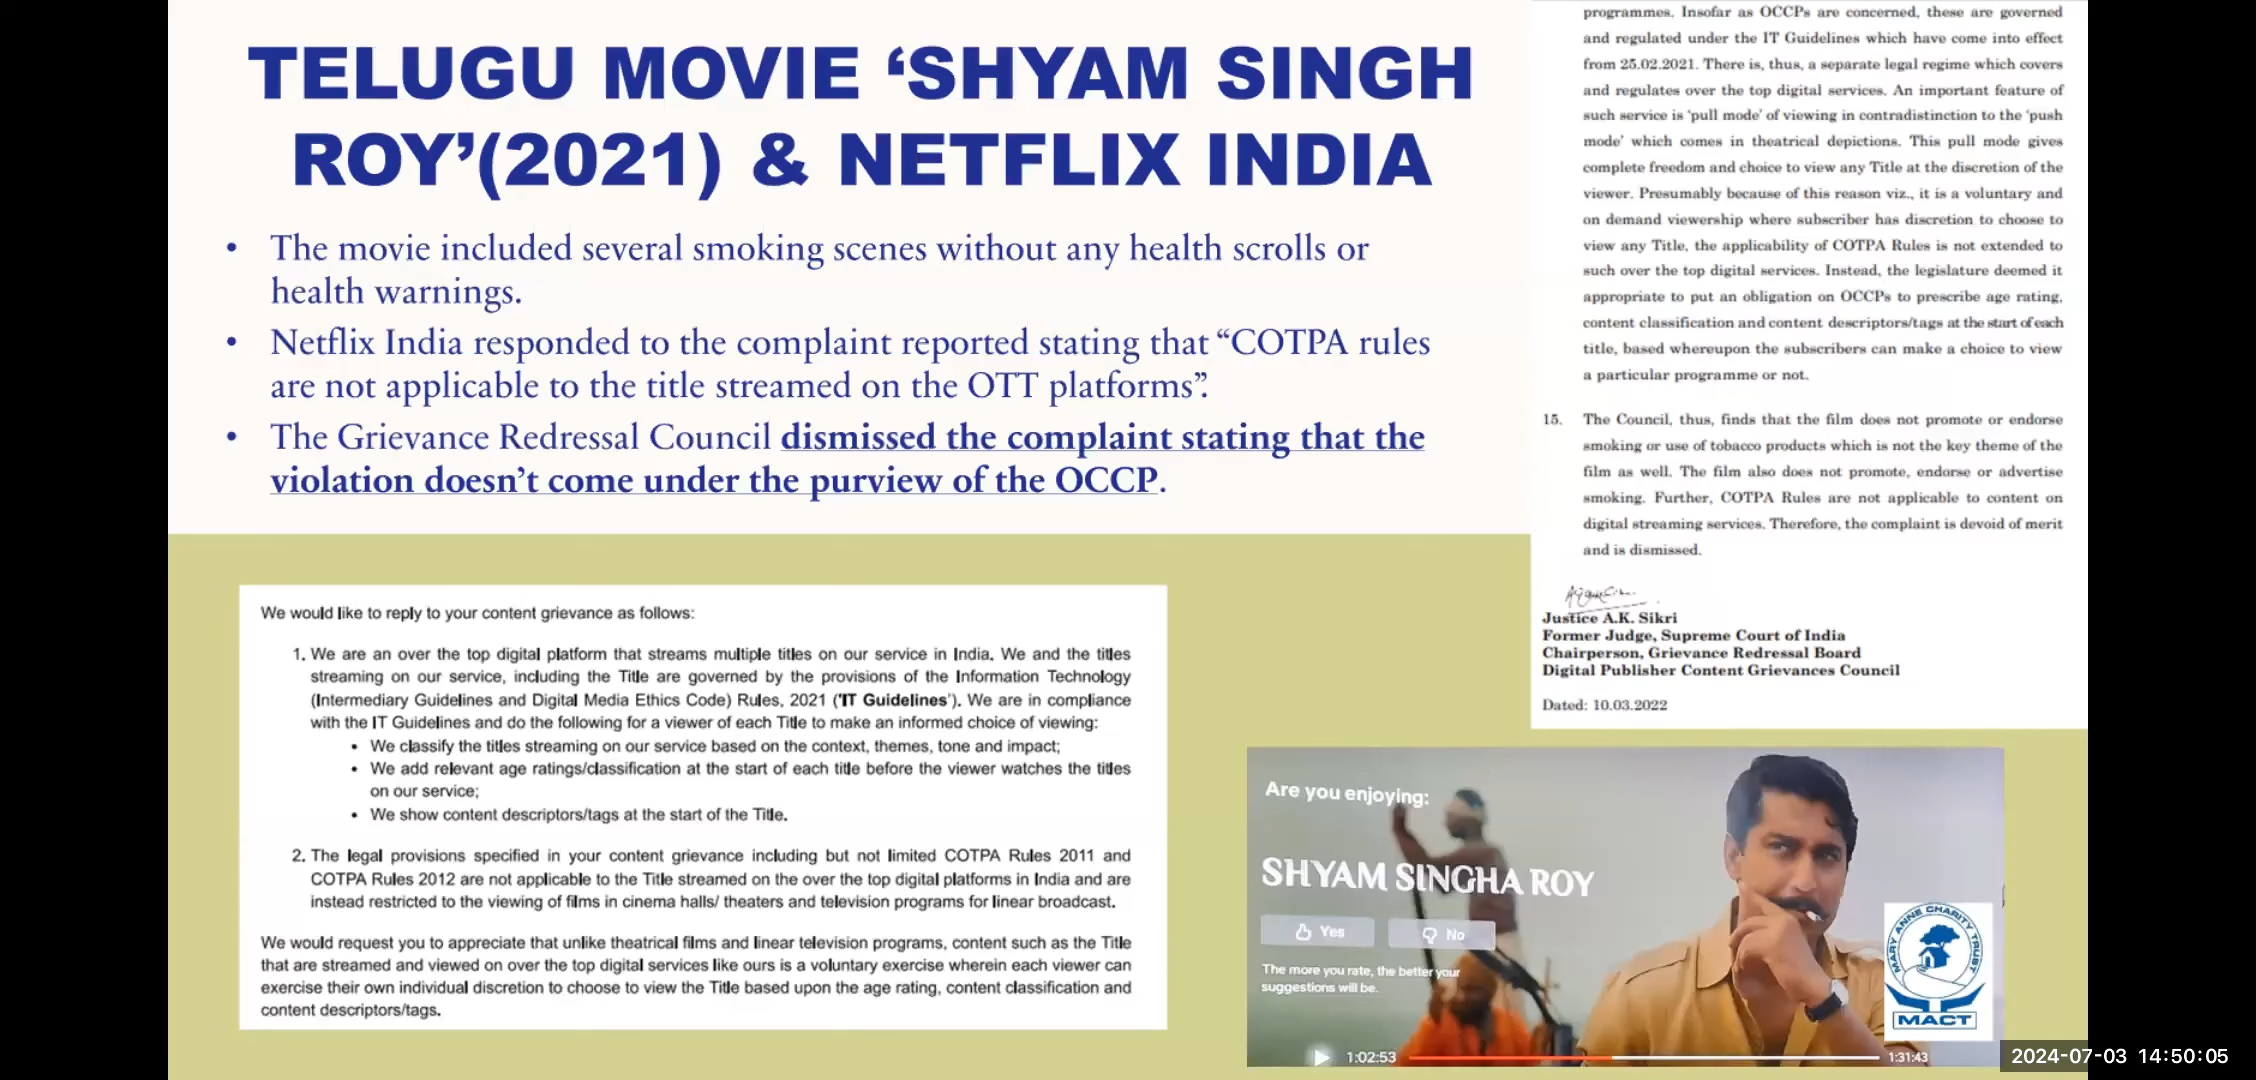 TELUGU MOVIE ‘SHYAM SINGH
ROY’(2021) & NETFLIX INDIA
• The movie included several smoking scenes without any health scrolls or
health warnings.
• Netflix India responded to the complaint reported stating that “COTPA rules
are not applicable to the title streamed on the OTT platforms”.
• The Grievance Redressal Council dismissed the complaint stating that the
violation doesn’t come under the purview of the OCCP.
programmes. Insofar as OCCPs are concerned, these are governed
and regulated under the IT Guidelines which have come into effect
from 25.02.2021. There is, thus, a separate legal regime which covers
and regulates over the top digital services. An important feature of
such service is ‘pull mode’ of viewing in contradistinction to the ‘push
mode’ which comes in theatrical depictions. This pull mode gives
complete freedom and choice to view any Title at the discretion of the
viewer. Presumably because of this reason viz., it is a voluntary and
on demand viewership where subscriber has discretion to choose to
view any Title, the applicability of COTPA Rules is not extended to
such over the top digital services. Instead, the legislature deemed it
appropriate to put an obligation on OCCPs to prescribe age rating,
content classification and content descriptors/tags at the start of each
title, based whereupon the subscribers can make a choice to view
a particular programme or not.
15. The Council, thus, finds that the film does not promote or endorse
smoking or use of tobacco products which is not the key theme of the
film as well. The film also does not promote, endorse or advertise
smoking. Further, COTPA Rules are not applicable to content on
digital streaming services. Therefore, the complaint is devoid of merit
and is dismissed.
Justice A.K. Sikri
Former Judge, Supreme Court of India
Chairperson, Grievance Redressal Board
Digital Publisher Content Grievances Council
Dated: 10.03.2022
We would like to reply to your content grievance as follows:
1. We are an over the top digital platform that streams multiple titles on our service in India. We and the titles
streaming on our service, including the Title are governed by the provisions of the Information Technology
(Intermediary Guidelines and Digital Media Ethics Code) Rules, 2021 (‘IT Guidelines’). We are in compliance
with the IT Guidelines and do the following for a viewer of each Title to make an informed choice of viewing:
• We classify the titles streaming on our service based on the context, themes, tone and impact;
• We add relevant age ratings/classification at the start of each title before the viewer watches the titles
on our service;
• We show content descriptors/tags at the start of the Title.
2. The legal provisions specified in your content grievance including but not limited COTPA Rules 2011 and
COTPA Rules 2012 are not applicable to the Title streamed on the over the top digital platforms in India and are
instead restricted to the viewing of films in cinema halls/ theaters and television programs for linear broadcast.
We would request you to appreciate that unlike theatrical films and linear television programs, content such as the Title
that are streamed and viewed on over the top digital services like ours is a voluntary exercise wherein each viewer can
exercise their own individual discretion to choose to view the Title based upon the age rating, content classification and
content descriptors/tags.
Are you enjoying:
SHYAM SINGHA ROY
Yes No
The more you rate, the better your
suggestions will be.
1:02:53 1:31:43
MARY ANNE CHARITY TRUST
MACT
2024-07-03 14:50:05